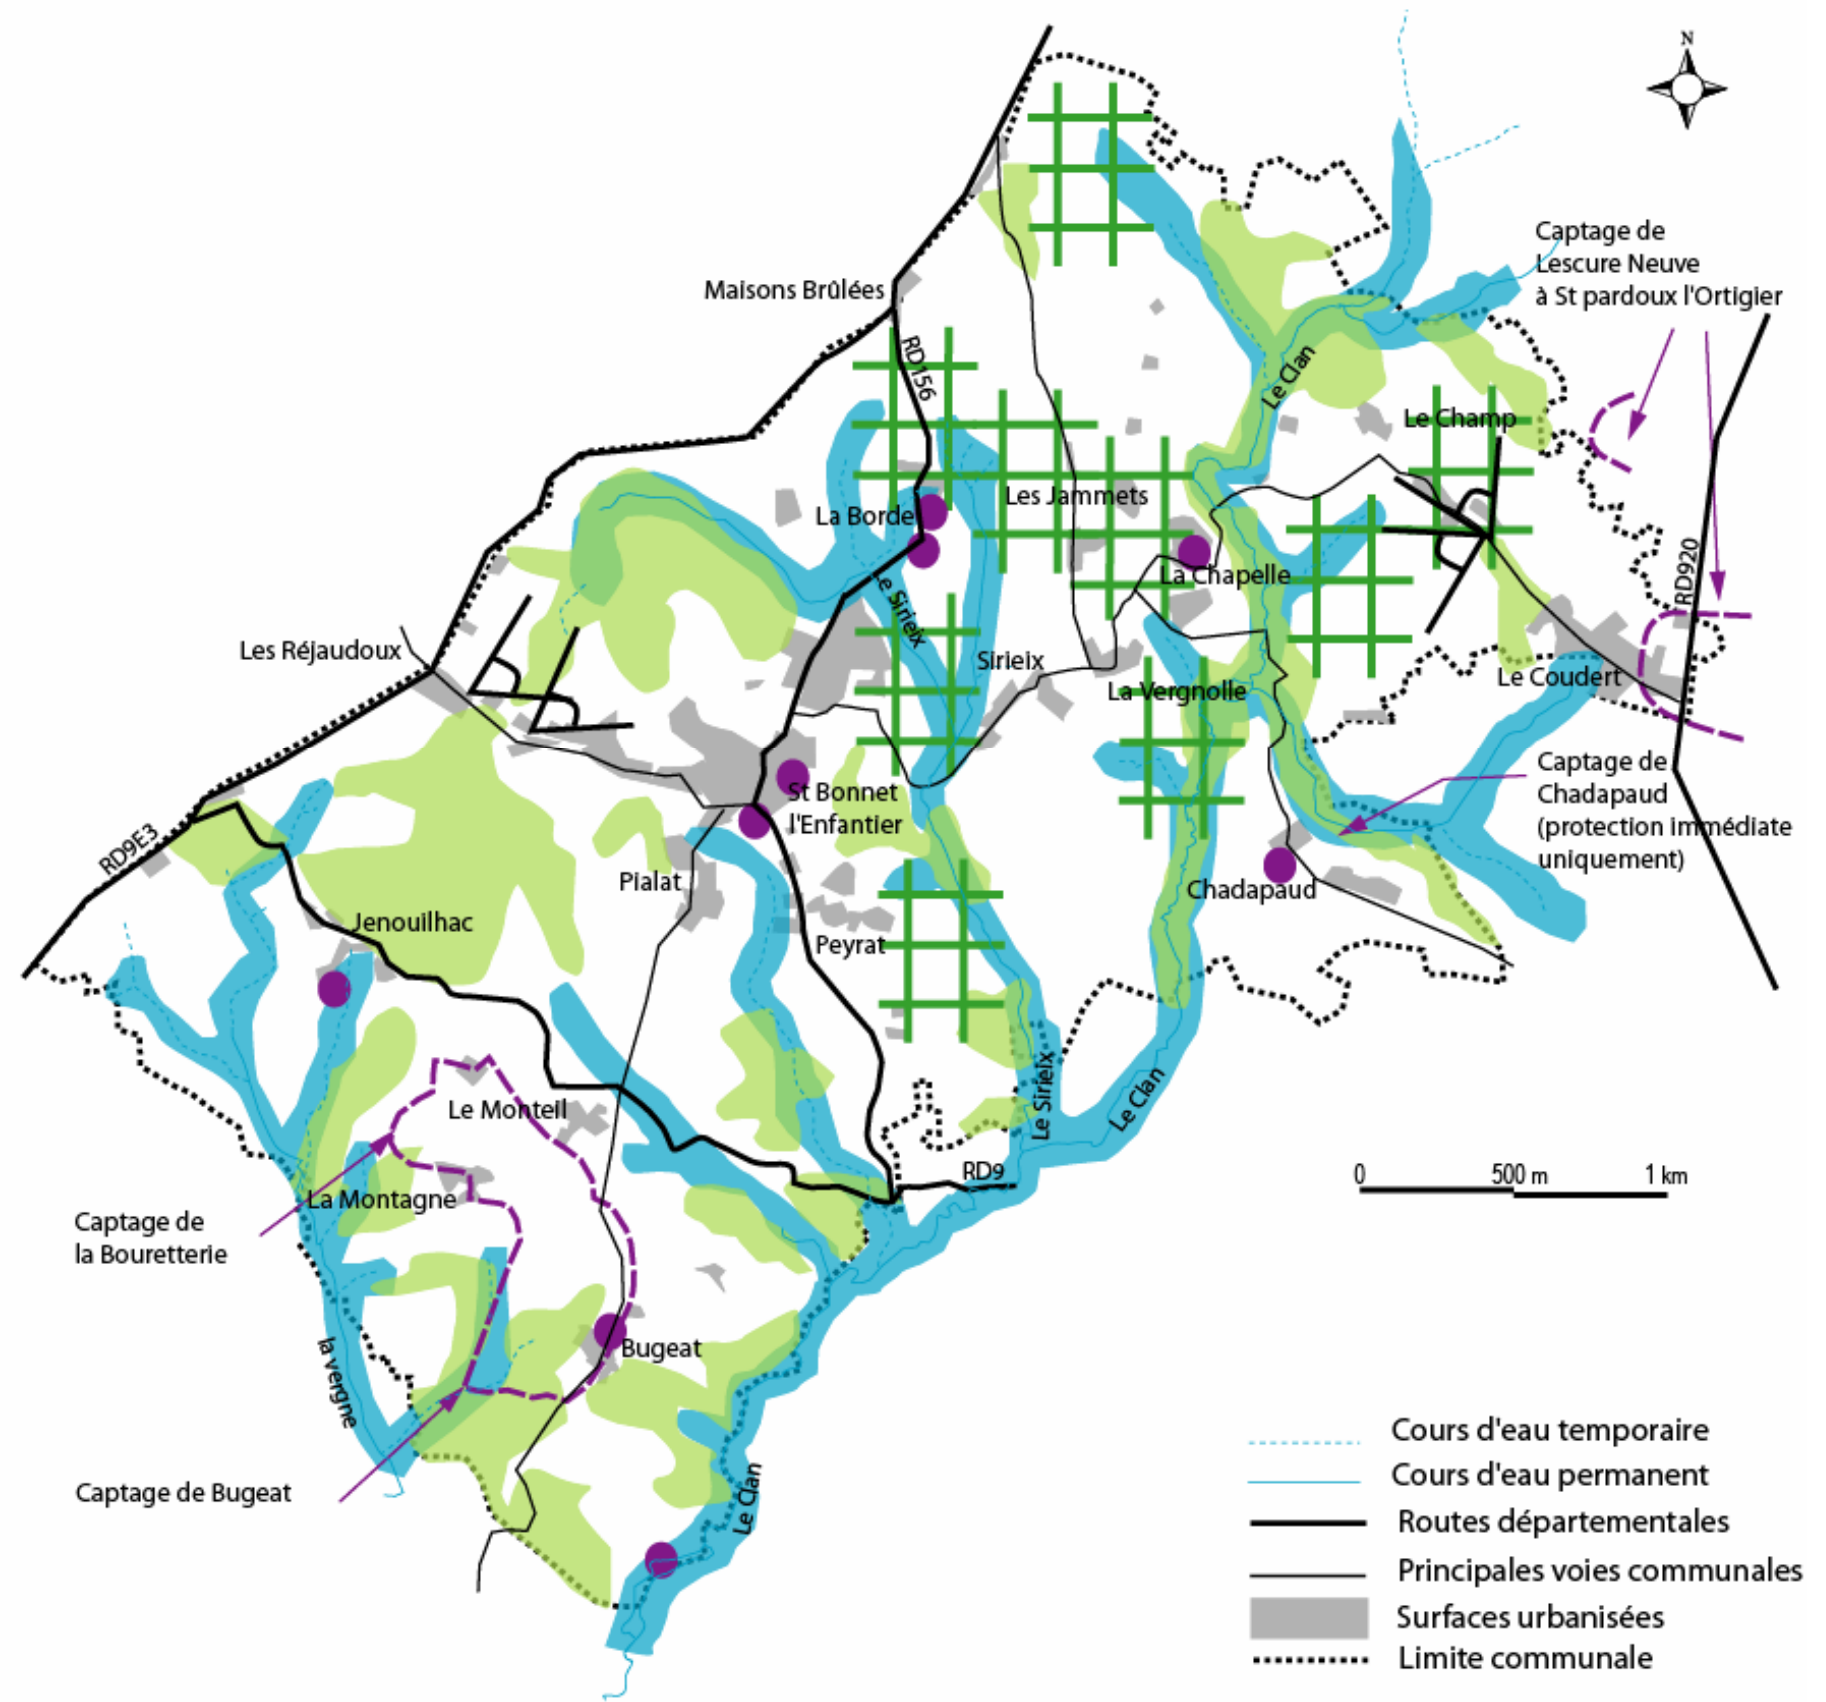 N
Captage de
Lescure Neuve
à St pardoux l'Ortigier
Maisons Brûlées
RD156
Le Clan
Le Champ
Les Jammets
La Borde
Le Sirieix
La Chapelle
RD920
Les Réjaudoux
Sirieix
La Vergnolle
Le Coudert
Captage de
Chadapaud
(protection immédiate
uniquement)
St Bonnet
l'Enfantier
RD9E3
Pialat
Chadapaud
Jenouilhac
Peyrat
Le Sirieix
Le Clan
Le Monteil
RD9
0 500 m 1 km
La Montagne
Captage de
la Bouretterie
Bugeat
la vergne
Captage de Bugeat
Le Clan
Cours d'eau temporaire
Cours d'eau permanent
Routes départementales
Principales voies communales
Surfaces urbanisées
Limite communale